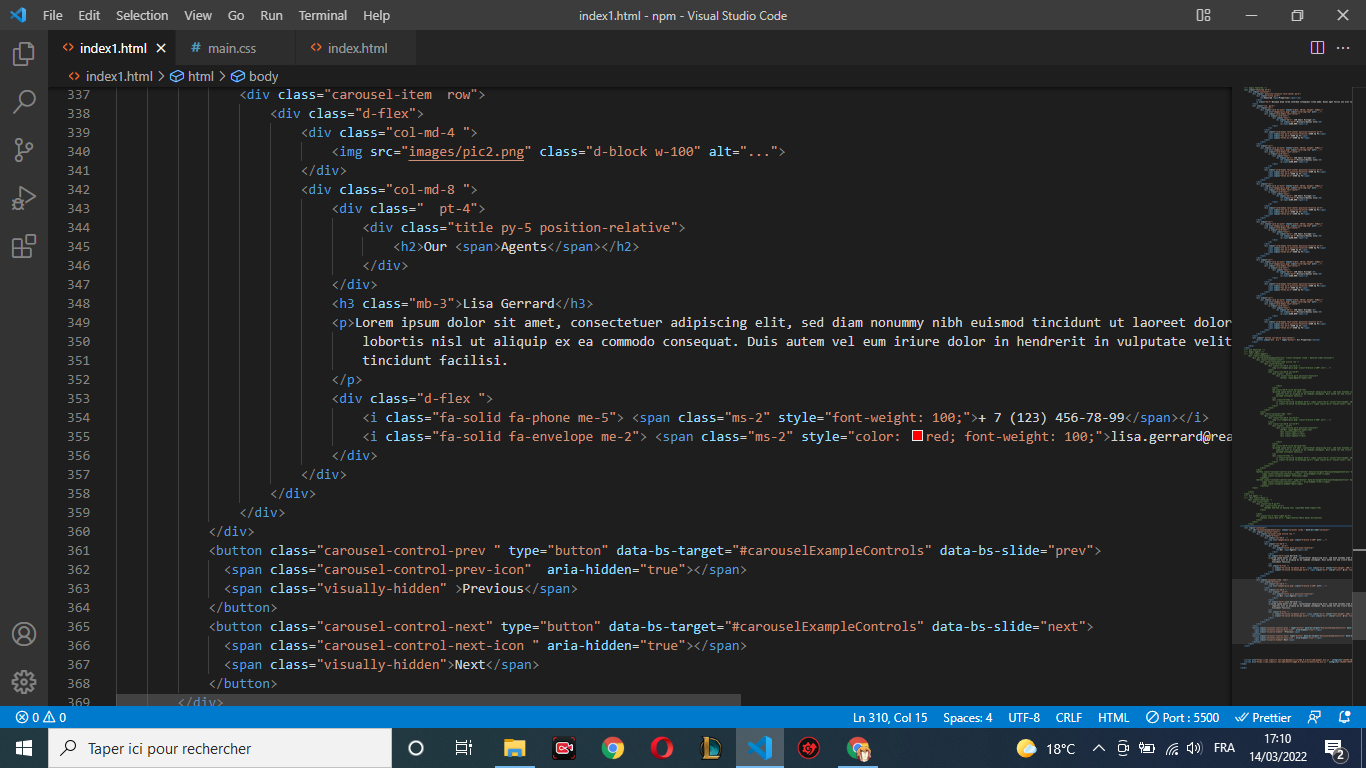 File Edit Selection View Go Run Terminal Help index1.html - npm - Visual Studio Code
index1.html # main.css index.html
index1.html > html > body
337 <div class="carousel-item  row">
338 <div class="d-flex">
339 <div class="col-md-4 ">
340 <img src="images/pic2.png" class="d-block w-100" alt="...">
341 </div>
342 <div class="col-md-8 ">
343 <div class="  pt-4">
344 <div class="title py-5 position-relative">
345 <h2>Our <span>Agents</span></h2>
346 </div>
347 </div>
348 <h3 class="mb-3">Lisa Gerrard</h3>
349 <p>Lorem ipsum dolor sit amet, consectetuer adipiscing elit, sed diam nonummy nibh euismod tincidunt ut laoreet dolor
350 lobortis nisl ut aliquip ex ea commodo consequat. Duis autem vel eum iriure dolor in hendrerit in vulputate velit
351 tincidunt facilisi.
352 </p>
353 <div class="d-flex ">
354 <i class="fa-solid fa-phone me-5"> <span class="ms-2" style="font-weight: 100;">+ 7 (123) 456-78-99</span></i>
355 <i class="fa-solid fa-envelope me-2"> <span class="ms-2" style="color: red; font-weight: 100;">lisa.gerrard@rea
356 </div>
357 </div>
358 </div>
359 </div>
360 </div>
361 <button class="carousel-control-prev " type="button" data-bs-target="#carouselExampleControls" data-bs-slide="prev">
362 <span class="carousel-control-prev-icon"  aria-hidden="true"></span>
363 <span class="visually-hidden" >Previous</span>
364 </button>
365 <button class="carousel-control-next" type="button" data-bs-target="#carouselExampleControls" data-bs-slide="next">
366 <span class="carousel-control-next-icon " aria-hidden="true"></span>
367 <span class="visually-hidden">Next</span>
368 </button>
369 </div>
0 0 Ln 310, Col 15 Spaces: 4 UTF-8 CRLF HTML Port : 5500 Prettier
Taper ici pour rechercher 18°C FRA 17:10
14/03/2022 2